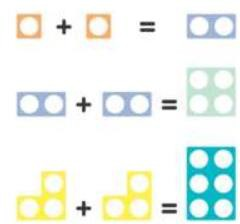 + =
+ =
+ =